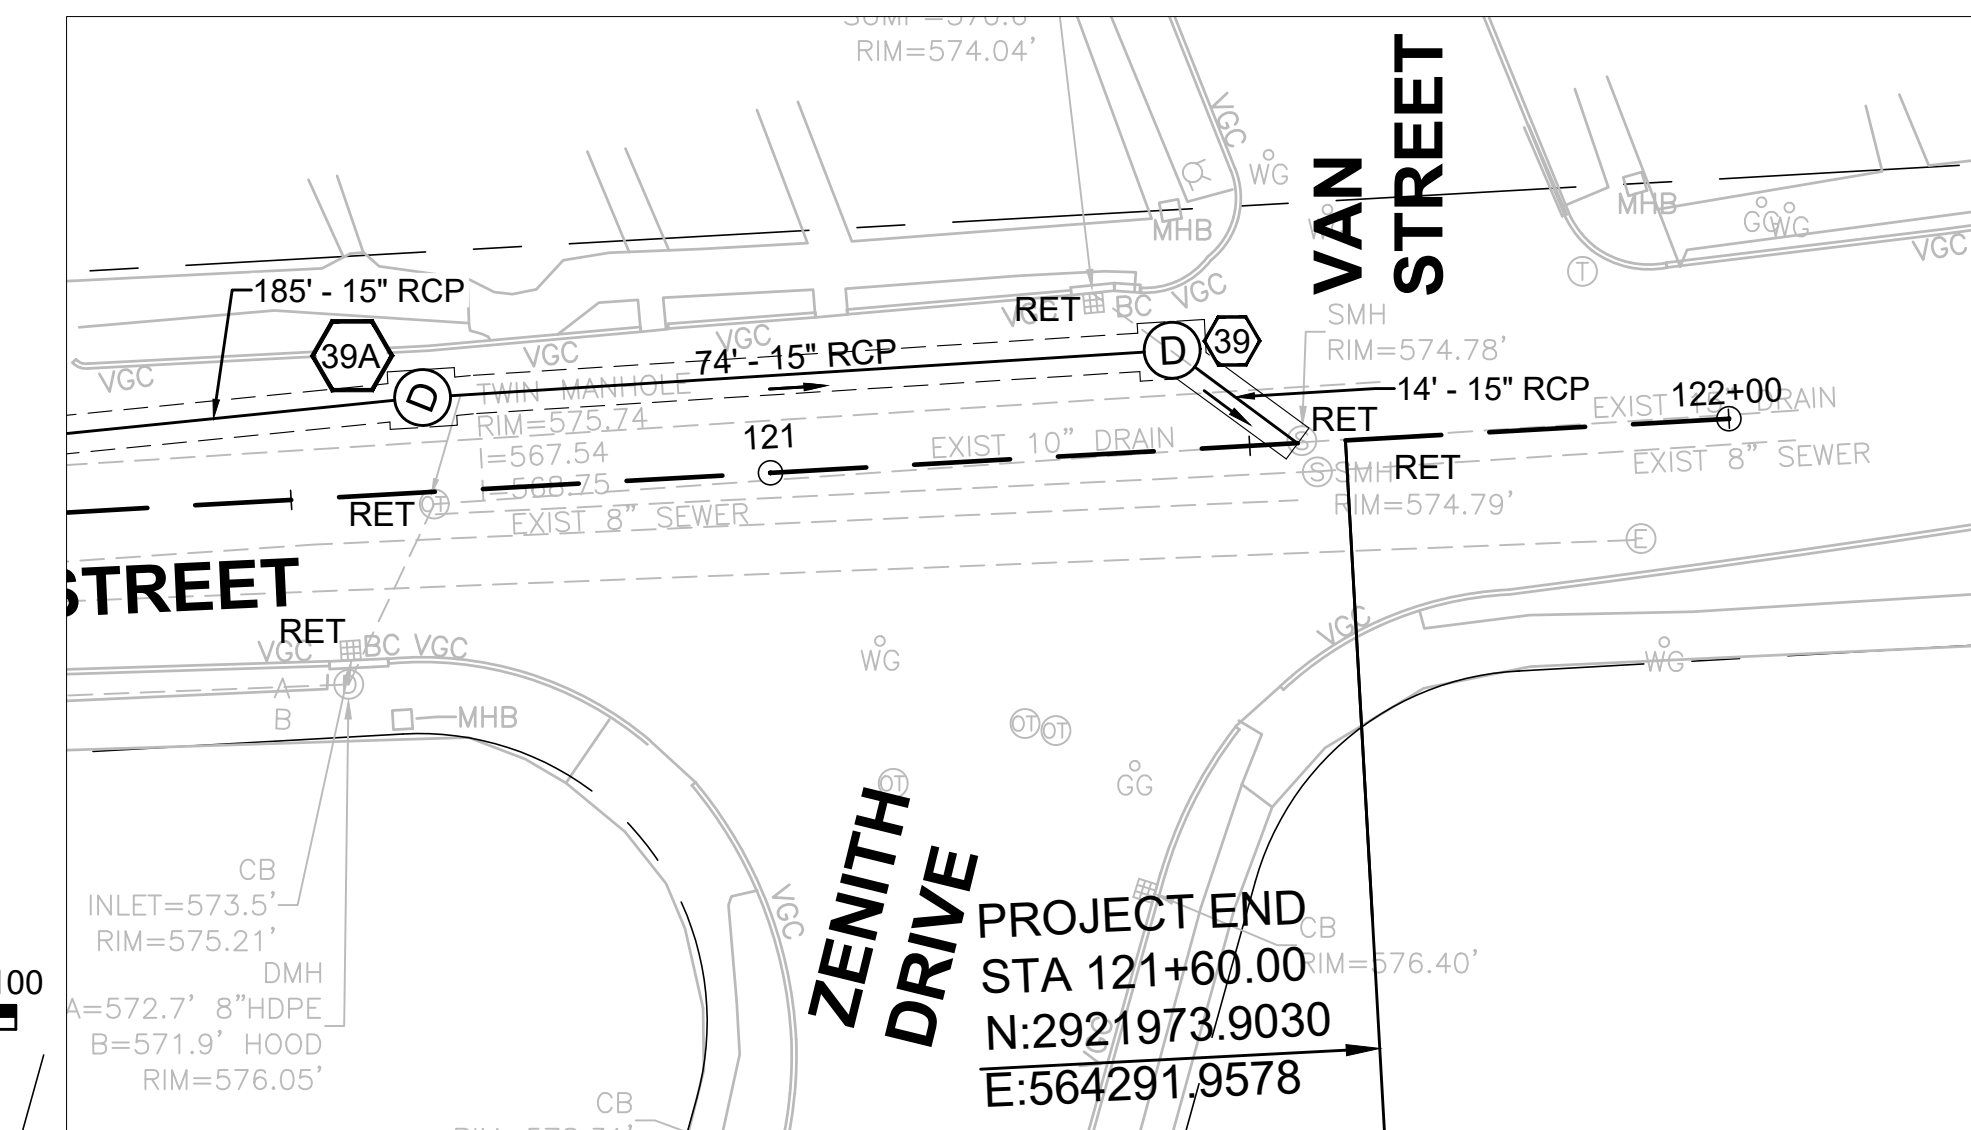 RIM=574.04'
VAN
STREET
VGC
WG
MHB
MHB
GG
WG
VGC
T
185' - 15" RCP
39A
D
VGC
VGC
VGC
74' - 15" RCP
RET
VGC
BC
VGC
D
39
SMH
RIM=574.78'
14' - 15" RCP
122+00
TWIN MANHOLE
RIM=575.74
I=567.54
I=568.75
121
EXIST 10" DRAIN
RET
S
EXIST 15" DRAIN
EXIST 8" SEWER
S
SMH
RIM=574.79'
RET
RET
OT
EXIST 8" SEWER
E
STREET
RET
VGC
BC
VGC
A
B
D
MHB
WG
VGC
WG
OT
OT
OT
GG
ZENITH
DRIVE
VGC
CB
INLET=573.5'
RIM=575.21'
DMH
A=572.7' 8"HDPE
B=571.9' HOOD
RIM=576.05'
CB
PROJECT END
STA 121+60.00
N:2921973.9030
E:564291.9578
CB
RIM=576.40'
VGC
100